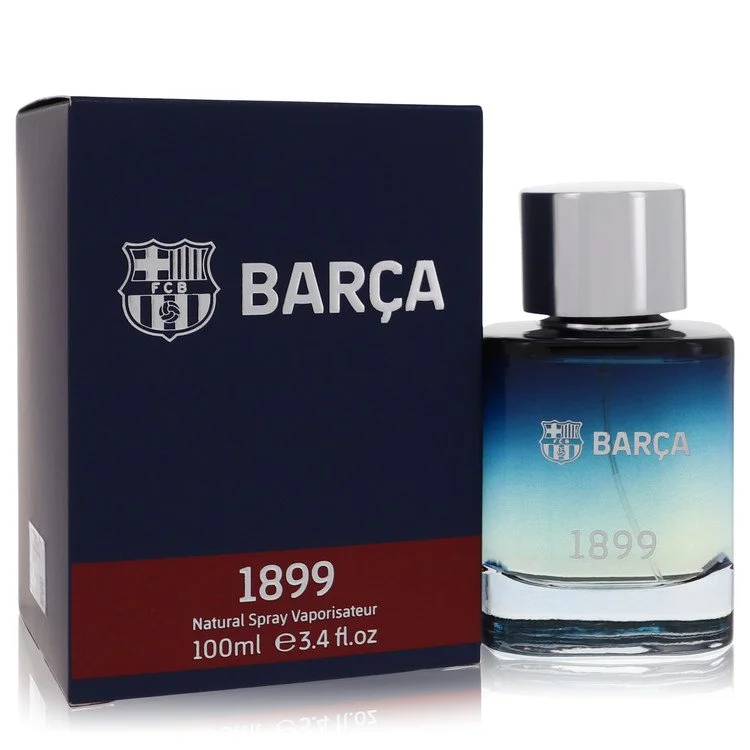 FCB
BARÇA
1899
Natural Spray Vaporisateur
100ml ℮3.4 fl.oz
FCB
BARÇA
1899